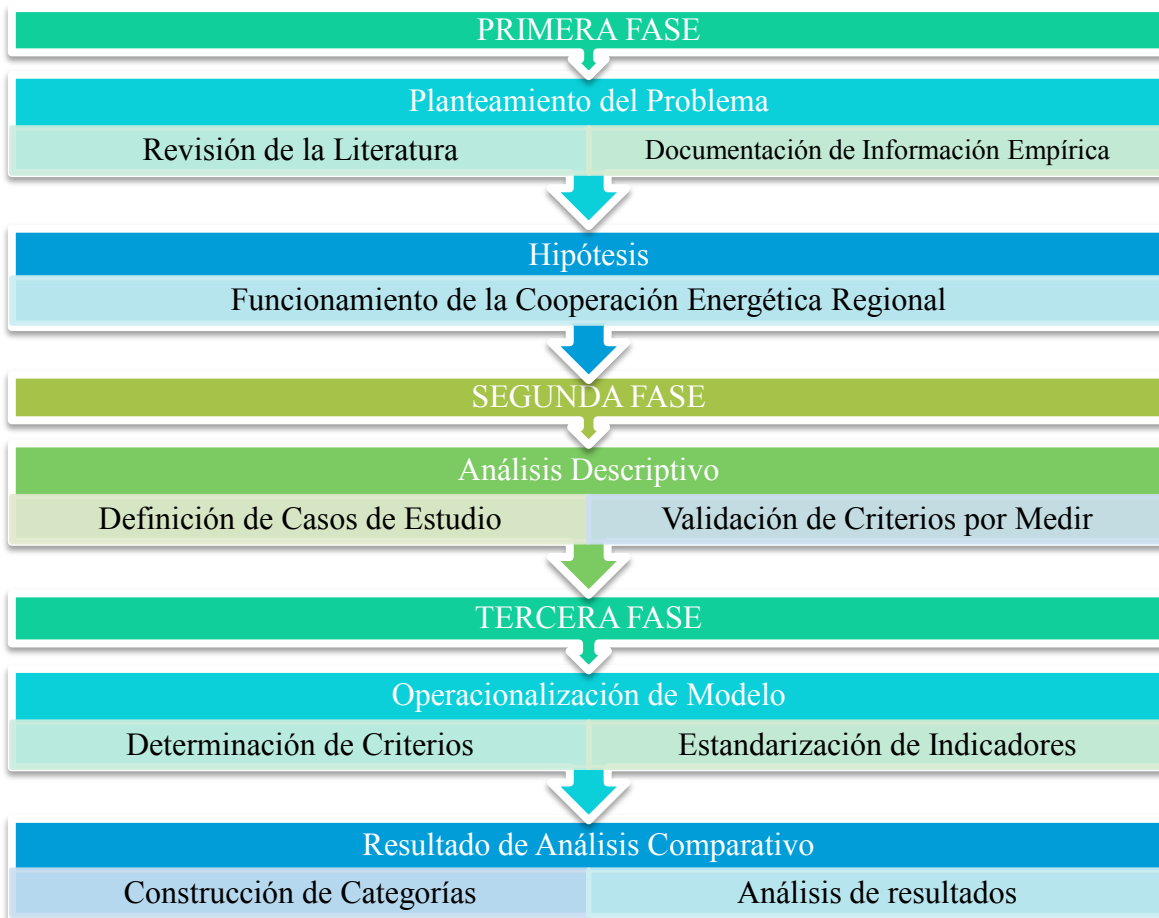 PRIMERA FASE
Planteamiento del Problema
Revisión de la Literatura
Documentación de Información Empírica
Hipótesis
Funcionamiento de la Cooperación Energética Regional
SEGUNDA FASE
Análisis Descriptivo
Definición de Casos de Estudio
Validación de Criterios por Medir
TERCERA FASE
Operacionalización de Modelo
Determinación de Criterios
Estandarización de Indicadores
Resultado de Análisis Comparativo
Construcción de Categorías
Análisis de resultados